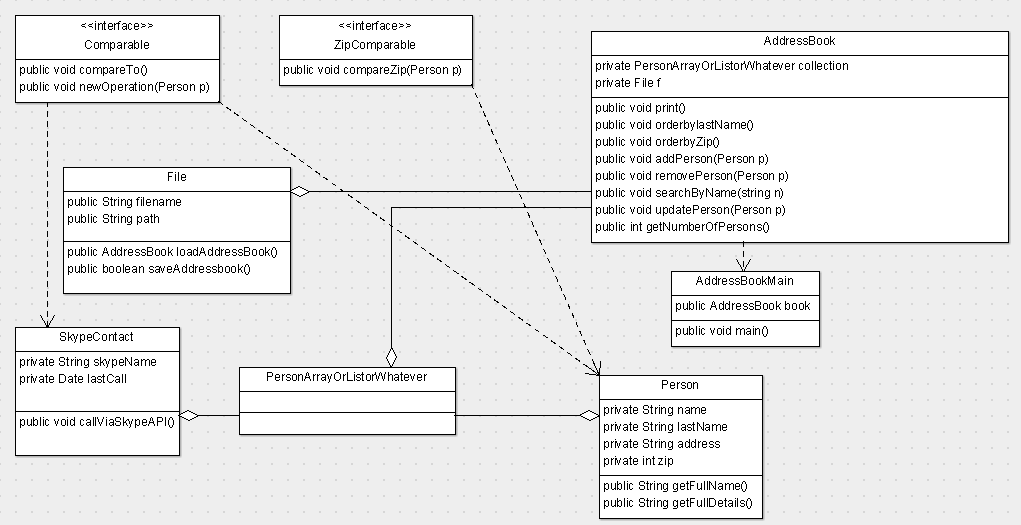 <<interface>>
Comparable
public void compareTo()
public void newOperation(Person p)
<<interface>>
ZipComparable
public void compareZip(Person p)
AddressBook
private PersonArrayOrListorWhatever collection
private File f
public void print()
public void orderbylastName()
public void orderbyZip()
public void addPerson(Person p)
public void removePerson(Person p)
public void searchByName(string n)
public void updatePerson(Person p)
public int getNumberOfPersons()
File
public String filename
public String path
public AddressBook loadAddressBook()
public boolean saveAddressbook()
AddressBookMain
public AddressBook book
public void main()
SkypeContact
private String skypeName
private Date lastCall
public void callViaSkypeAPI()
PersonArrayOrListorWhatever
Person
private String name
private String lastName
private String address
private int zip
public String getFullName()
public String getFullDetails()